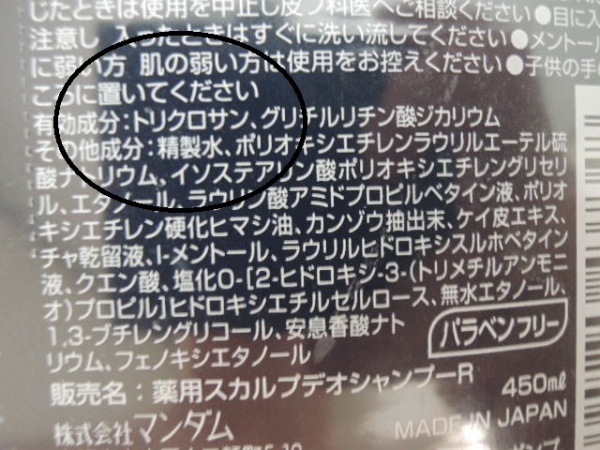 じたときは使用を中止し皮フ科医へご相談ください●目に入
注意し 入ったときはすぐに洗い流してください●メントール
に弱い方 肌の弱い方は使用をお控えください●子供の手の
ころに置いてください
有効成分:トリクロサン、グリチルリチン酸ジカリウム
その他成分:精製水、ポリオキシエチレンラウリルエーテル硫
酸ナトリウム、イソステアリン酸ポリオキシエチレングリセリ
ル、エタノール、ラウリン酸アミドプロピルベタイン液、ポリオ
キシエチレン硬化ヒマシ油、カンゾウ抽出末、ケイ皮エキス、
チャ乾留液、l-メントール、ラウリルヒドロキシスルホベタイン
液、クエン酸、塩化O-[2-ヒドロキシ-3-(トリメチルアンモニ
オ)プロピル]ヒドロキシエチルセルロース、無水エタノール、
1,3-ブチレングリコール、安息香酸ナト
リウム、フェノキシエタノール
パラベンフリー
販売名:薬用スカルプデオシャンプーR 450㎖
株式会社マンダム MADE IN JAPAN